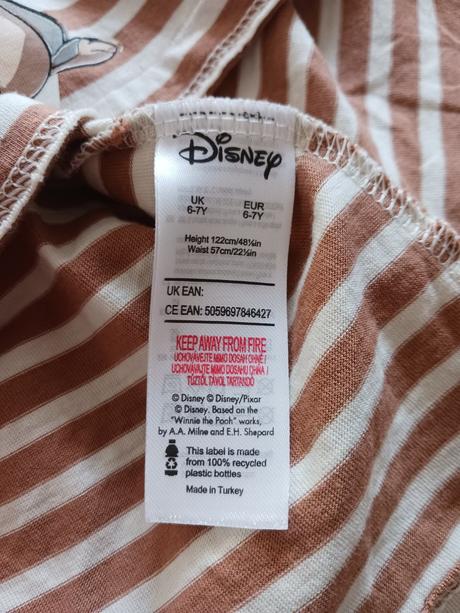 Disney
UK EUR
6-7Y 6-7Y
Height 122cm/48⅛in
Waist 57cm/22½in
UK EAN:
CE EAN: 5059697846427
KEEP AWAY FROM FIRE
UCHOVÁVEJTE MIMO DOSAH OHNĚ /
UCHOVÁVAJTE MIMO DOSAHU OHŇA /
TŰZTŐL TÁVOL TARTANDÓ
© Disney © Disney/Pixar
© Disney. Based on the
"Winnie the Pooh" works,
by A.A. Milne and E.H. Shepard
This label is made
from 100% recycled
plastic bottles
Made in Turkey